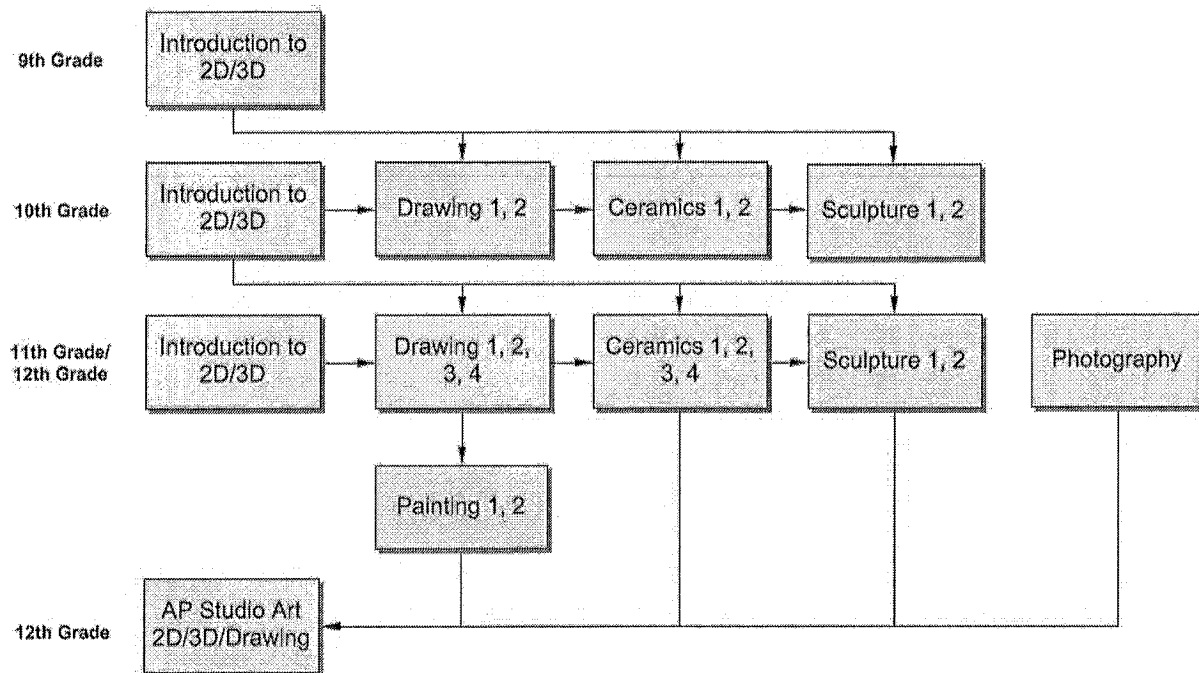 9th Grade
Introduction to
2D/3D
10th Grade
Introduction to
2D/3D
Drawing 1, 2
Ceramics 1, 2
Sculpture 1, 2
11th Grade/
12th Grade
Introduction to
2D/3D
Drawing 1, 2,
3, 4
Ceramics 1, 2,
3, 4
Sculpture 1, 2
Photography
Painting 1, 2
12th Grade
AP Studio Art
2D/3D/Drawing